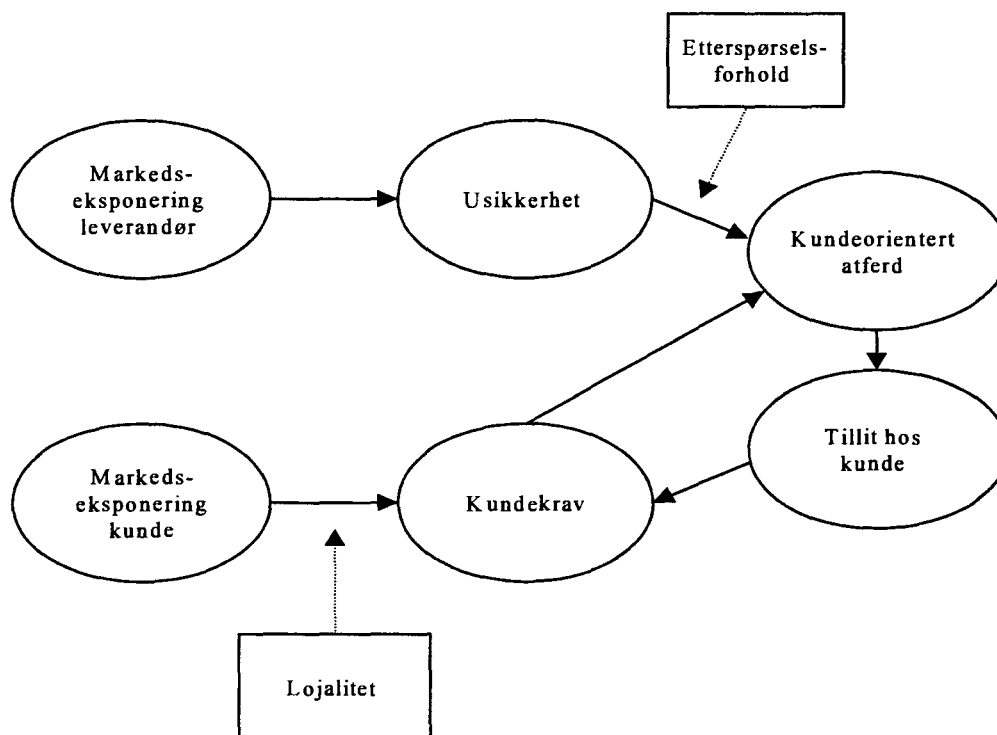 Etterspørsels-
forhold
Markeds-
eksponering
leverandør
Usikkerhet
Kundeorientert
atferd
Markeds-
eksponering
kunde
Kundekrav
Tillit hos
kunde
Lojalitet